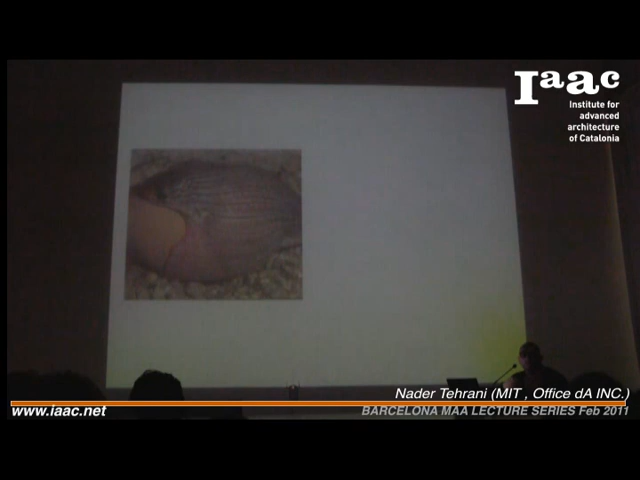 Iaac
Institute for
advanced
architecture
of Catalonia
Nader Tehrani (MIT , Office dA INC.)
www.iaac.net
BARCELONA MAA LECTURE SERIES Feb 2011